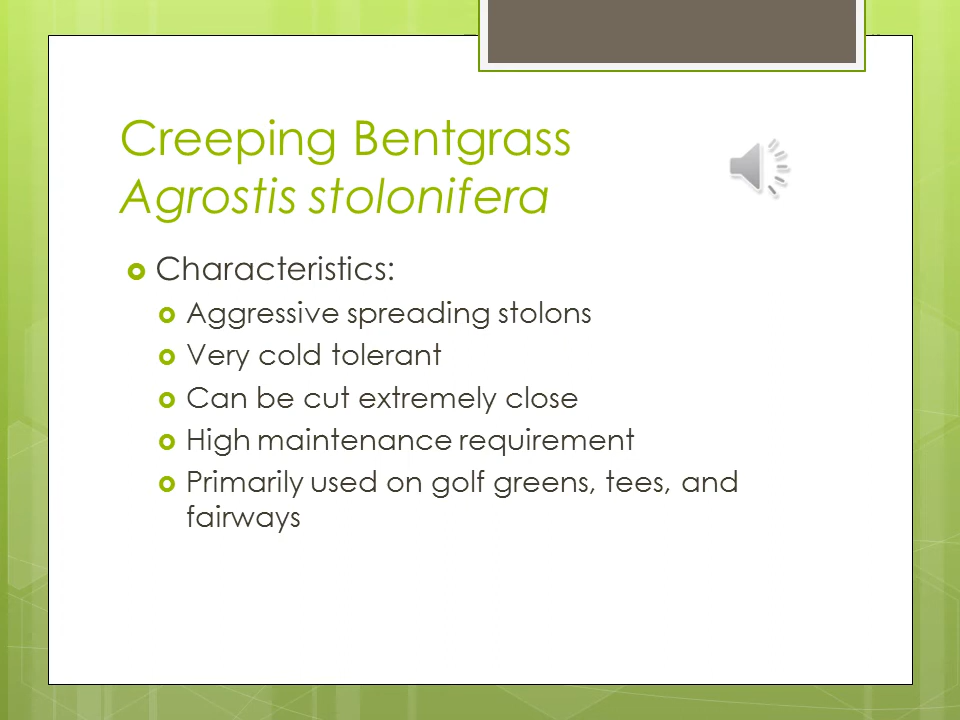 Creeping Bentgrass
Agrostis stolonifera
Characteristics:
Aggressive spreading stolons
Very cold tolerant
Can be cut extremely close
High maintenance requirement
Primarily used on golf greens, tees, and
fairways